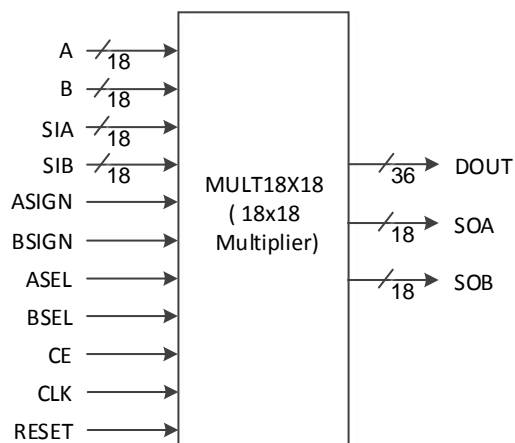 A
18
B
18
SIA
18
SIB
18
ASIGN
BSIGN
ASEL
BSEL
CE
CLK
RESET
MULT18X18
( 18x18
Multiplier)
36
DOUT
18
SOA
18
SOB